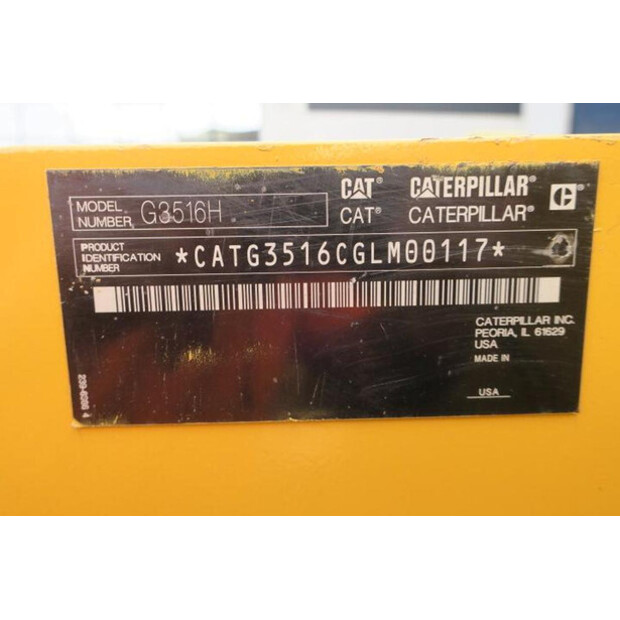 MODEL NUMBER G3516H
CAT® CATERPILLAR® C
CAT® CATERPILLAR®
PRODUCT IDENTIFICATION NUMBER *CATG3516CGLM00117*
CATERPILLAR INC.
PEORIA, IL 61629
USA
MADE IN
USA